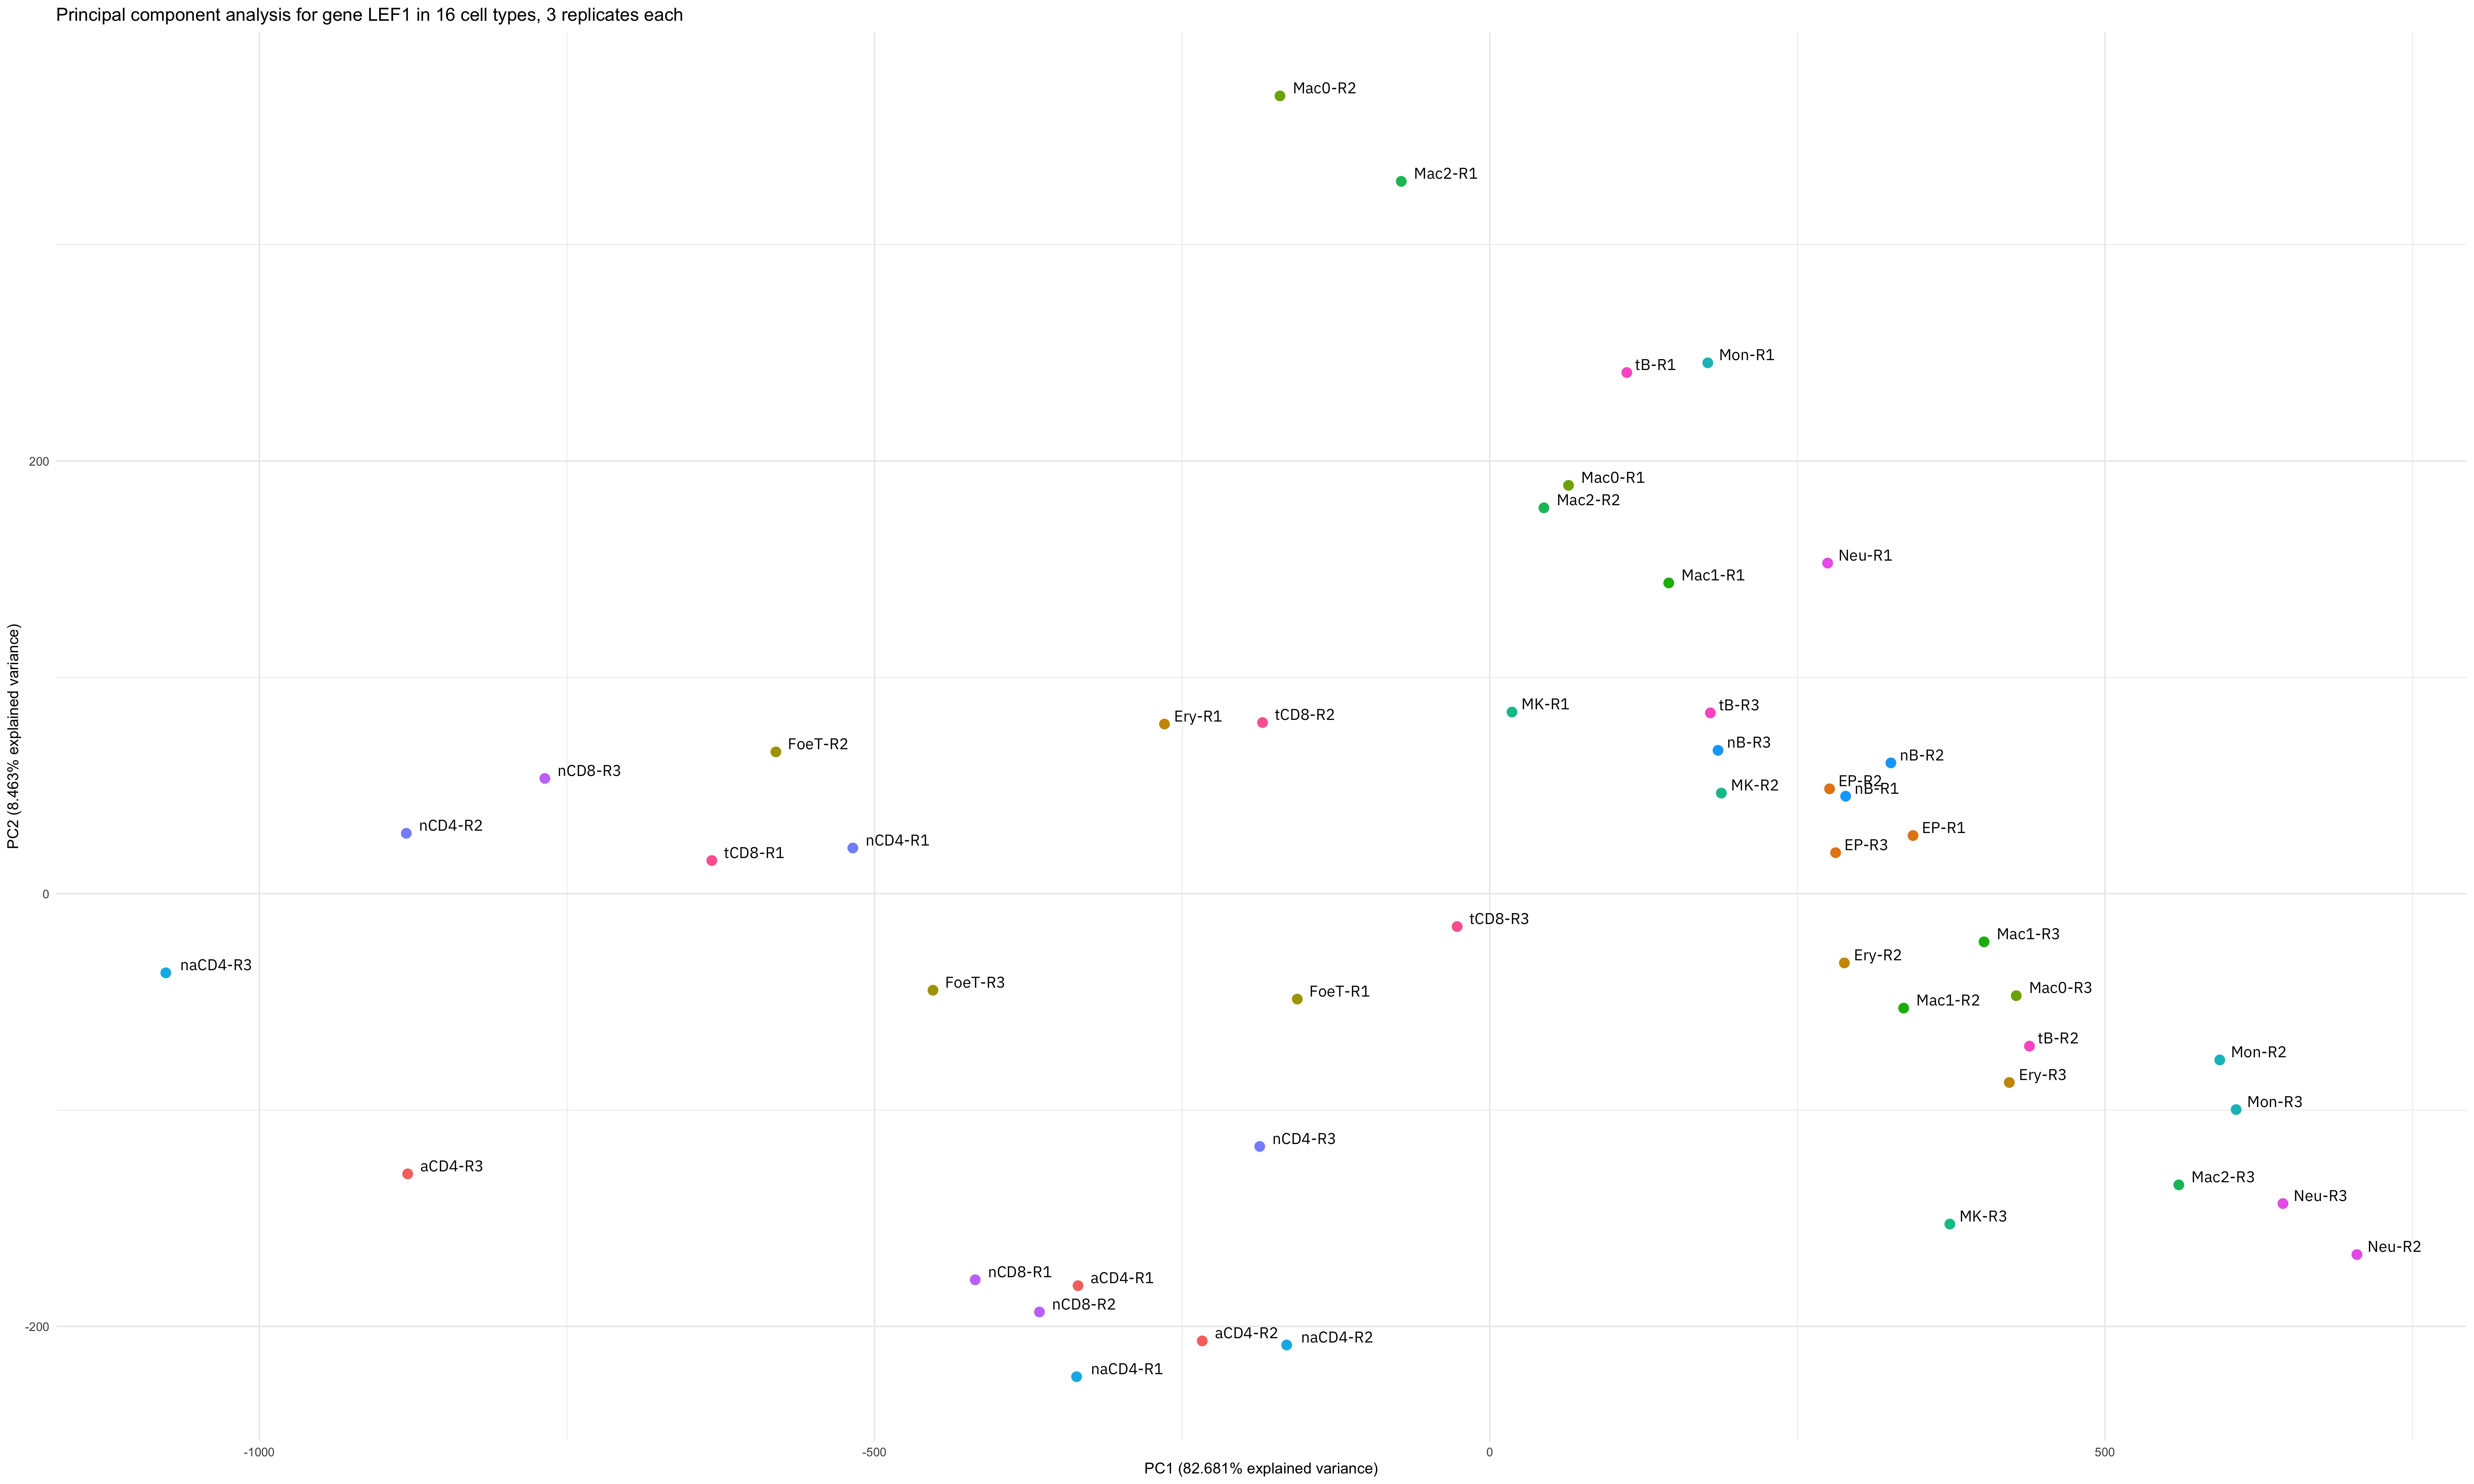 Principal component analysis for gene LEF1 in 16 cell types, 3 replicates each
Mac0-R2
Mac2-R1
Mon-R1
tB-R1
200
Mac0-R1
Mac2-R2
Neu-R1
Mac1-R1
MK-R1
tB-R3
Ery-R1
tCD8-R2
FoeT-R2
nB-R3
nB-R2
nCD8-R3
EP-R2
MK-R2
nB-R1
nCD4-R2
EP-R1
nCD4-R1
EP-R3
tCD8-R1
PC2 (8.463% explained variance)
0
tCD8-R3
Mac1-R3
Ery-R2
naCD4-R3
FoeT-R3
Mac0-R3
FoeT-R1
Mac1-R2
tB-R2
Mon-R2
Ery-R3
Mon-R3
nCD4-R3
aCD4-R3
Mac2-R3
Neu-R3
MK-R3
Neu-R2
nCD8-R1
aCD4-R1
nCD8-R2
-200
aCD4-R2
naCD4-R2
naCD4-R1
-1000
-500
0
500
PC1 (82.681% explained variance)